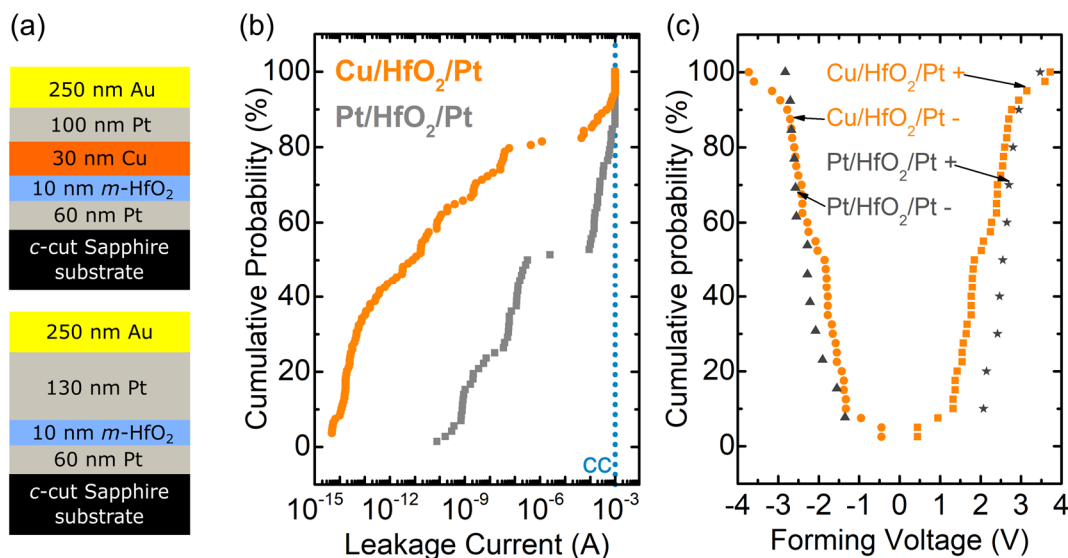 (a)
250 nm Au
100 nm Pt
30 nm Cu
10 nm m-HfO₂
60 nm Pt
c-cut Sapphire
substrate
250 nm Au
130 nm Pt
10 nm m-HfO₂
60 nm Pt
c-cut Sapphire
substrate
(b)
Cu/HfO₂/Pt
Pt/HfO₂/Pt
Cumulative Probability (%)
100
80
60
40
20
0
CC
10⁻¹⁵ 10⁻¹² 10⁻⁹ 10⁻⁶ 10⁻³
Leakage Current (A)
(c)
Cu/HfO₂/Pt +
Cu/HfO₂/Pt -
Pt/HfO₂/Pt +
Pt/HfO₂/Pt -
Cumulative probability (%)
100
80
60
40
20
0
-4 -3 -2 -1 0 1 2 3 4
Forming Voltage (V)